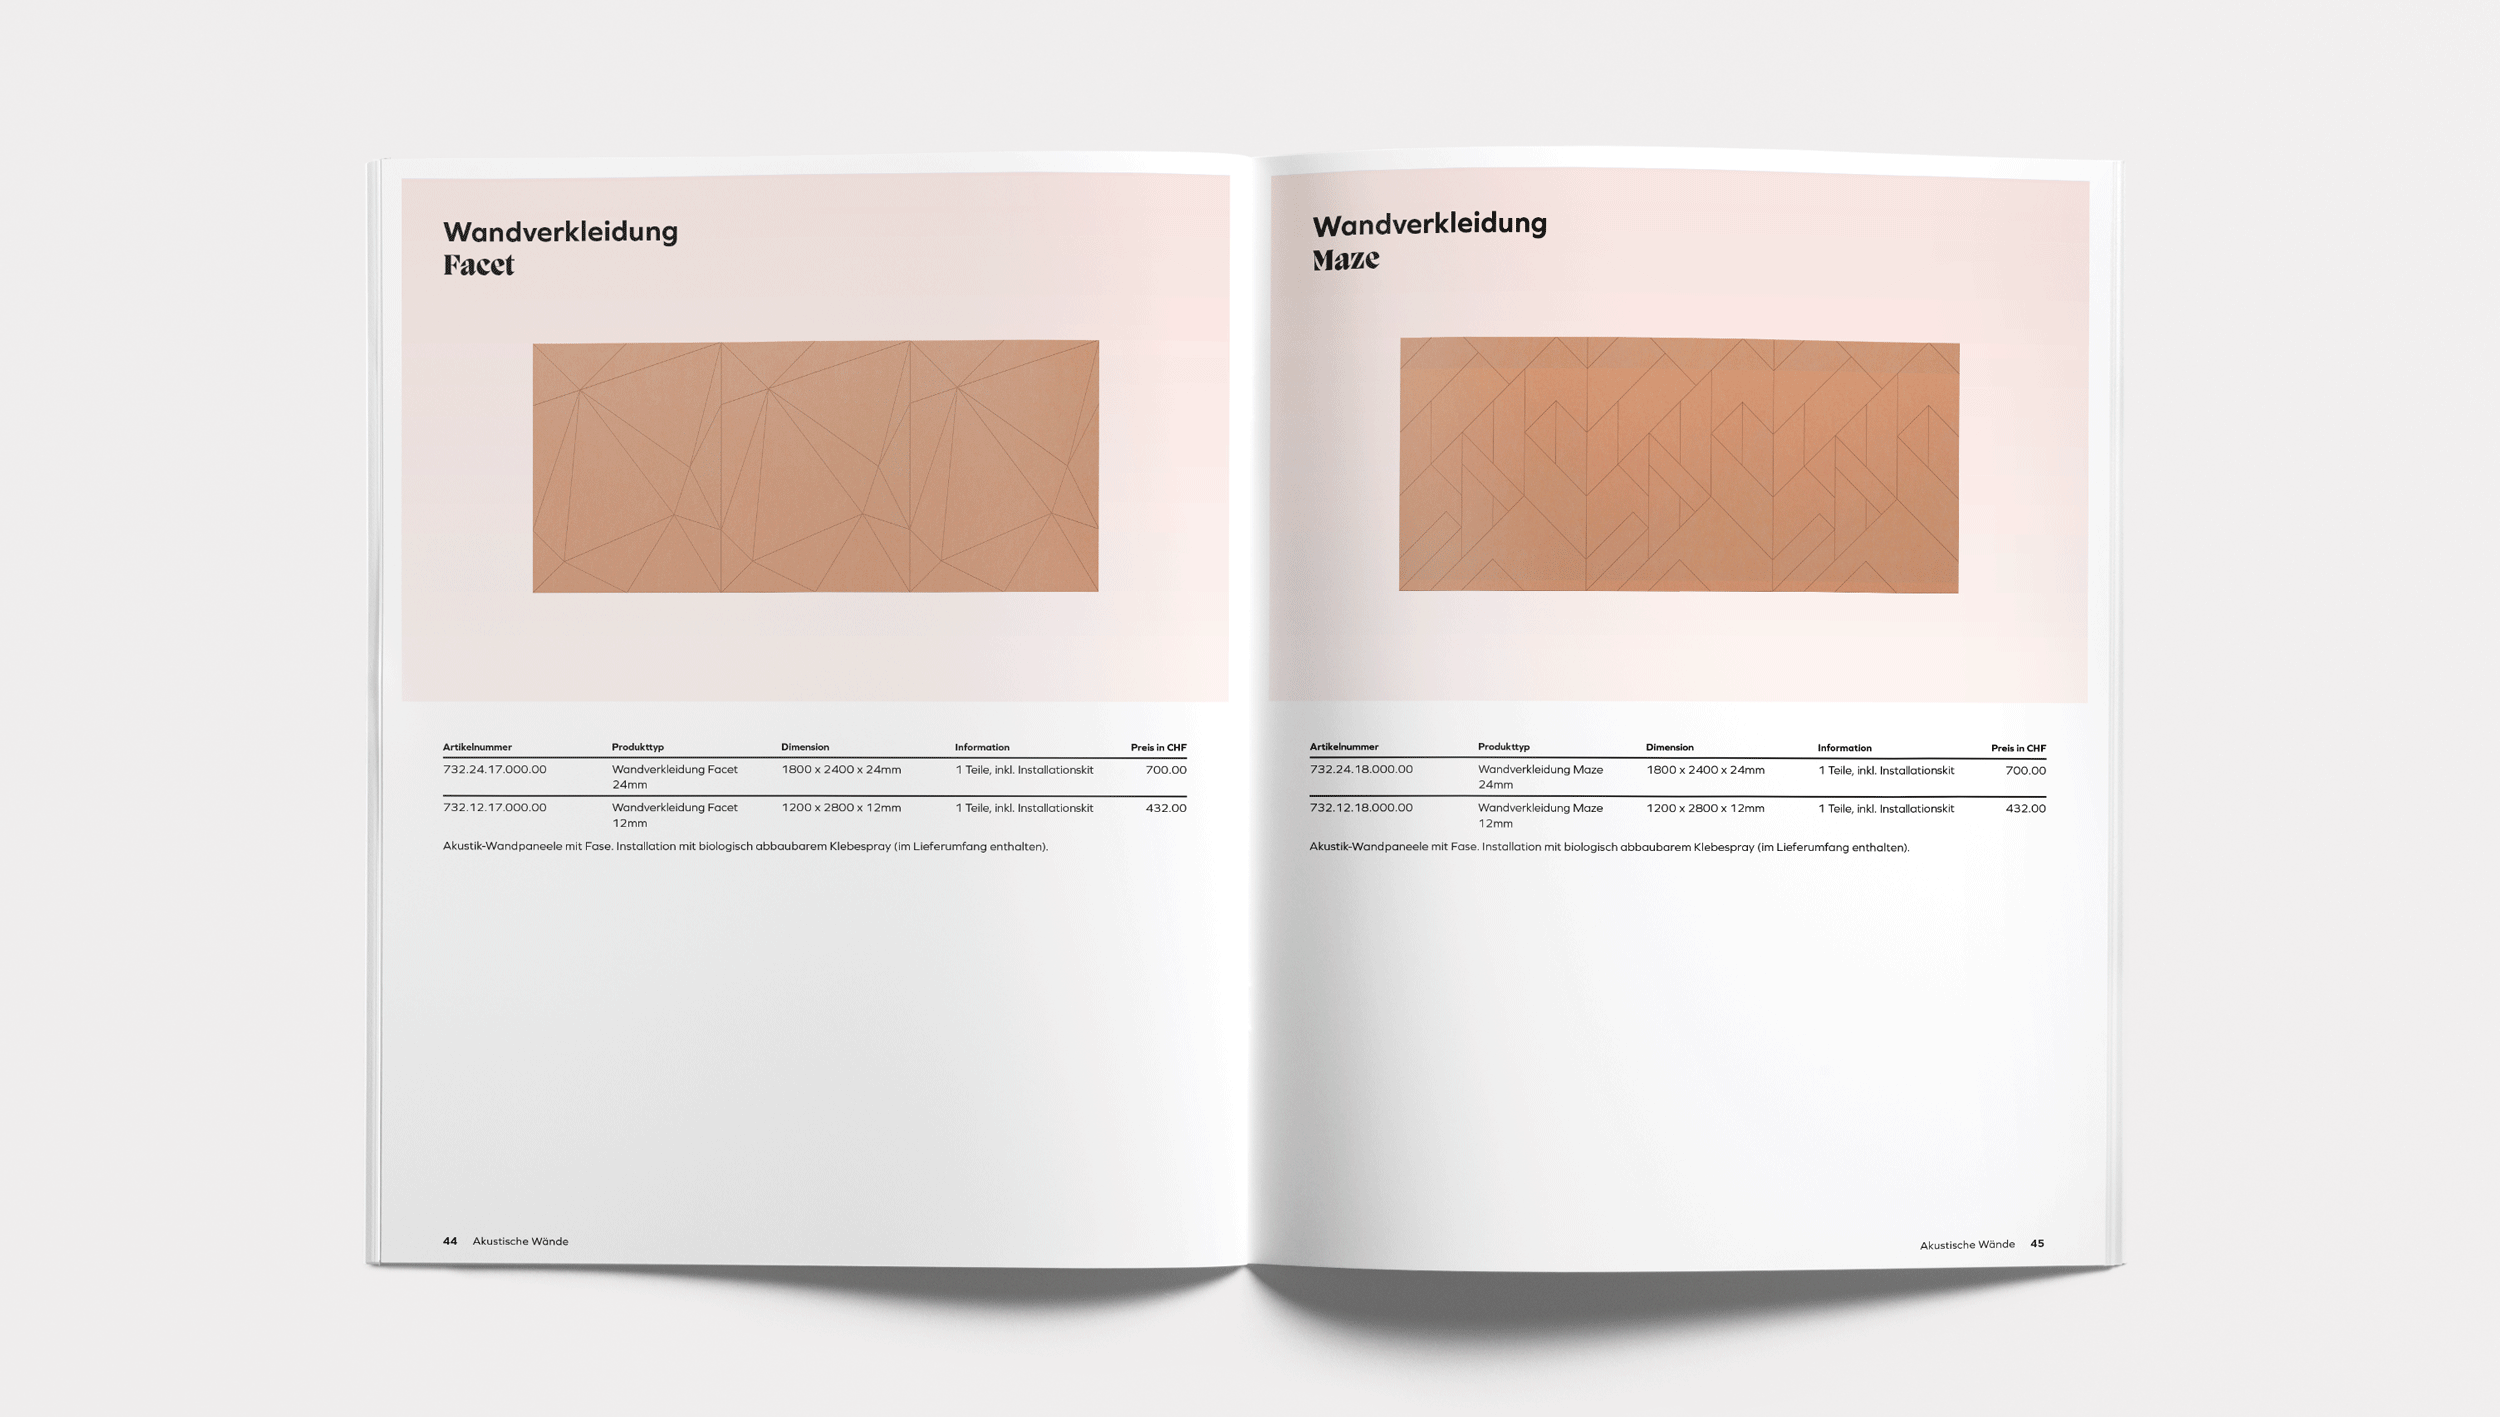 Wandverkleidung
Facet
Artikelnummer Produkttyp Dimension Information Preis in CHF
732.24.17.000.00 Wandverkleidung Facet 1800 x 2400 x 24mm 1 Teile, inkl. Installationskit 700.00
24mm
732.12.17.000.00 Wandverkleidung Facet 1200 x 2800 x 12mm 1 Teile, inkl. Installationskit 432.00
12mm
Akustik-Wandpaneele mit Fase. Installation mit biologisch abbaubarem Klebespray (im Lieferumfang enthalten).
44 Akustische Wände
Wandverkleidung
Maze
Artikelnummer Produkttyp Dimension Information Preis in CHF
732.24.18.000.00 Wandverkleidung Maze 1800 x 2400 x 24mm 1 Teile, inkl. Installationskit 700.00
24mm
732.12.18.000.00 Wandverkleidung Maze 1200 x 2800 x 12mm 1 Teile, inkl. Installationskit 432.00
12mm
Akustik-Wandpaneele mit Fase. Installation mit biologisch abbaubarem Klebespray (im Lieferumfang enthalten).
Akustische Wände 45